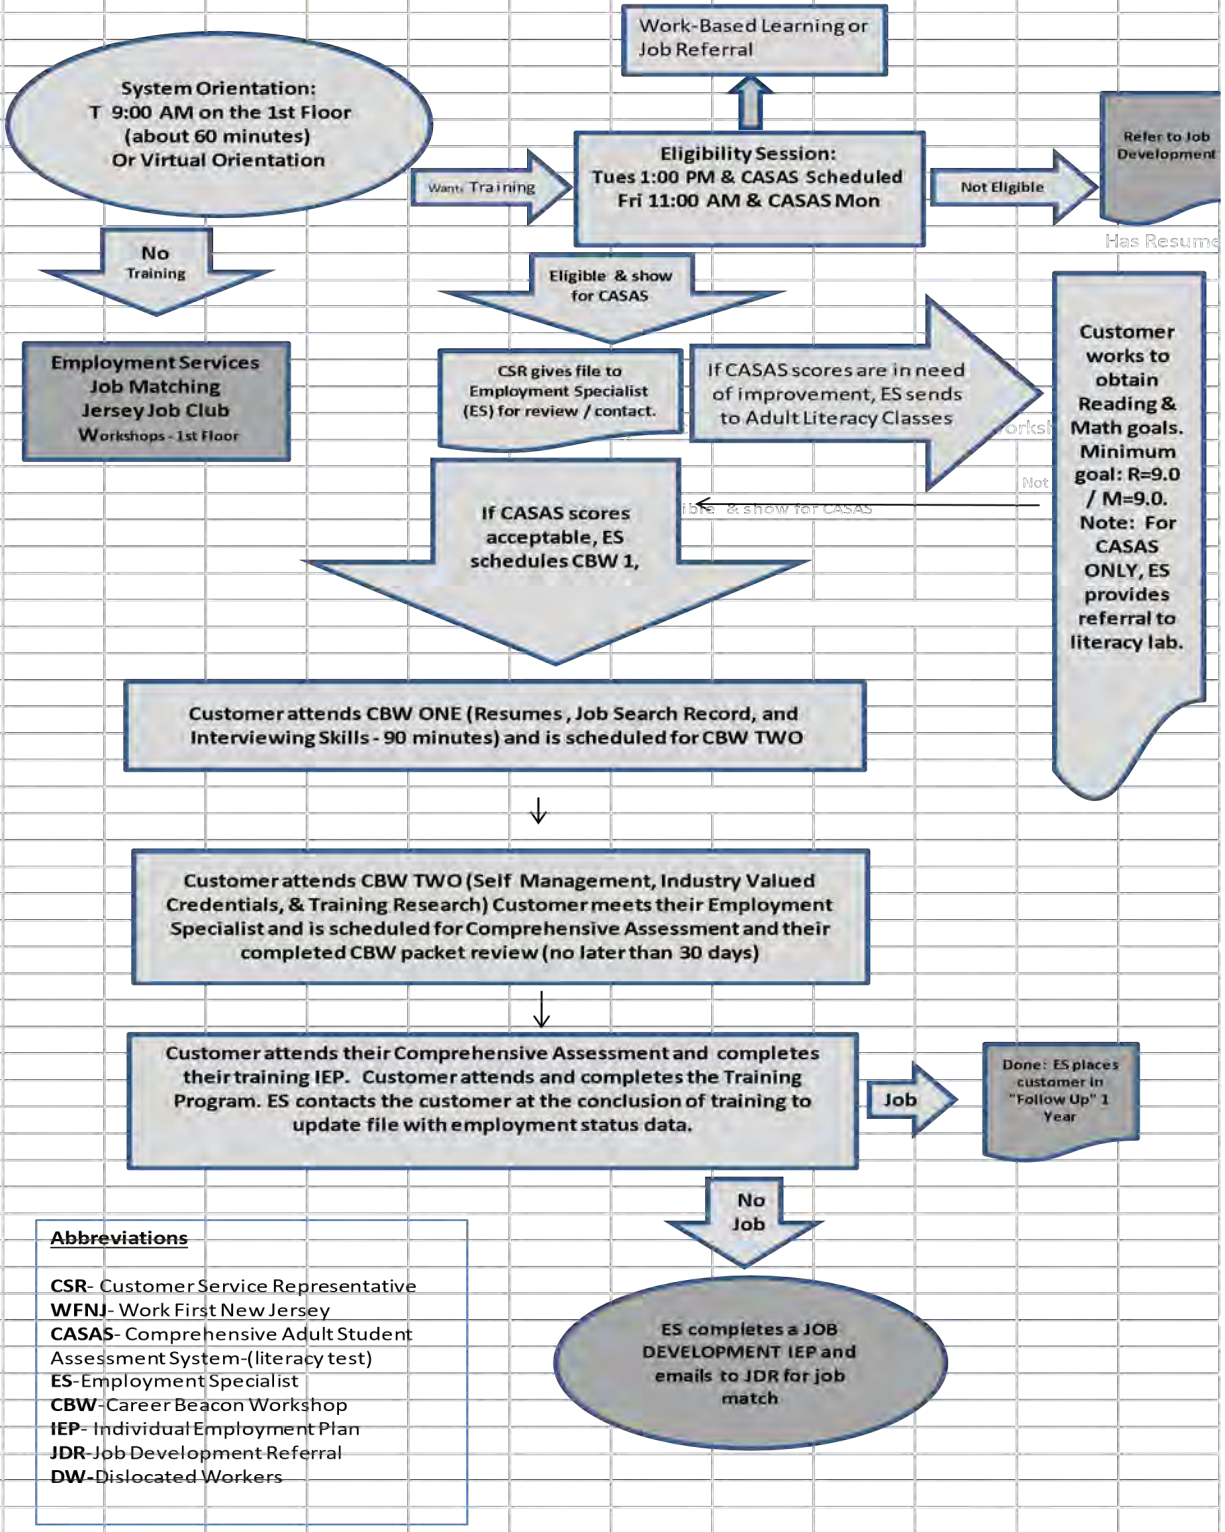 Work-Based Learning or
Job Referral
System Orientation:
T 9:00 AM on the 1st Floor
(about 60 minutes)
Or Virtual Orientation
Wants Training
Eligibility Session:
Tues 1:00 PM & CASAS Scheduled
Fri 11:00 AM & CASAS Mon
Not Eligible
Refer to Job
Development
Has Resume
No
Training
Eligible & show
for CASAS
Employment Services
Job Matching
Jersey Job Club
Workshops - 1st Floor
CSR gives file to
Employment Specialist
(ES) for review / contact.
If CASAS scores are in need
of improvement, ES sends
to Adult Literacy Classes
Customer
works to
obtain
Reading &
Math goals.
Minimum
goal: R=9.0
/ M=9.0.
Note: For
CASAS
ONLY, ES
provides
referral to
literacy lab.
Not
& show for CASAS
If CASAS scores
acceptable, ES
schedules CBW 1,
Customer attends CBW ONE (Resumes , Job Search Record, and
Interviewing Skills - 90 minutes) and is scheduled for CBW TWO
Customer attends CBW TWO (Self Management, Industry Valued
Credentials, & Training Research) Customer meets their Employment
Specialist and is scheduled for Comprehensive Assessment and their
completed CBW packet review (no later than 30 days)
Customer attends their Comprehensive Assessment and completes
their training IEP. Customer attends and completes the Training
Program. ES contacts the customer at the conclusion of training to
update file with employment status data.
Job
Done: ES places
customer in
"Follow Up" 1
Year
No
Job
ES completes a JOB
DEVELOPMENT IEP and
emails to JDR for job
match
Abbreviations
CSR- Customer Service Representative
WFNJ- Work First New Jersey
CASAS- Comprehensive Adult Student
Assessment System-(literacy test)
ES-Employment Specialist
CBW-Career Beacon Workshop
IEP- Individual Employment Plan
JDR-Job Development Referral
DW-Dislocated Workers